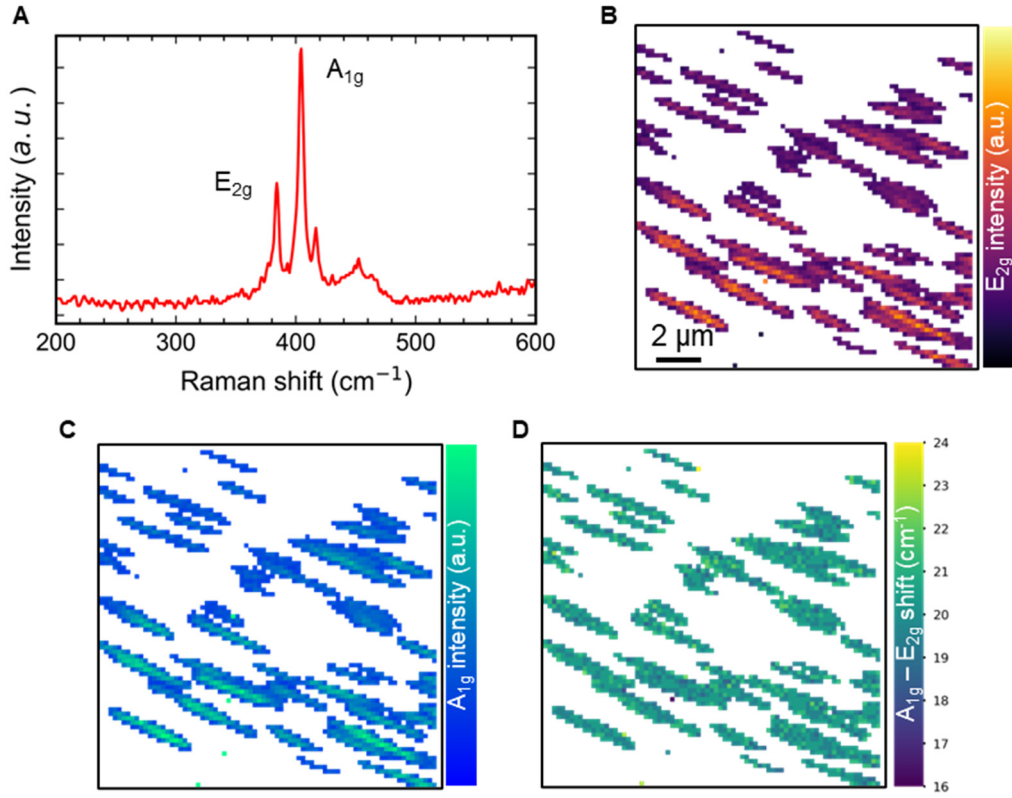 A
Intensity (a.u.)
E2g
A1g
200 300 400 500 600
Raman shift (cm−1)
B
2 μm
E2g intensity (a.u.)
C
A1g intensity (a.u.)
D
A1g – E2g shift (cm-1)
24
23
22
21
20
19
18
17
16